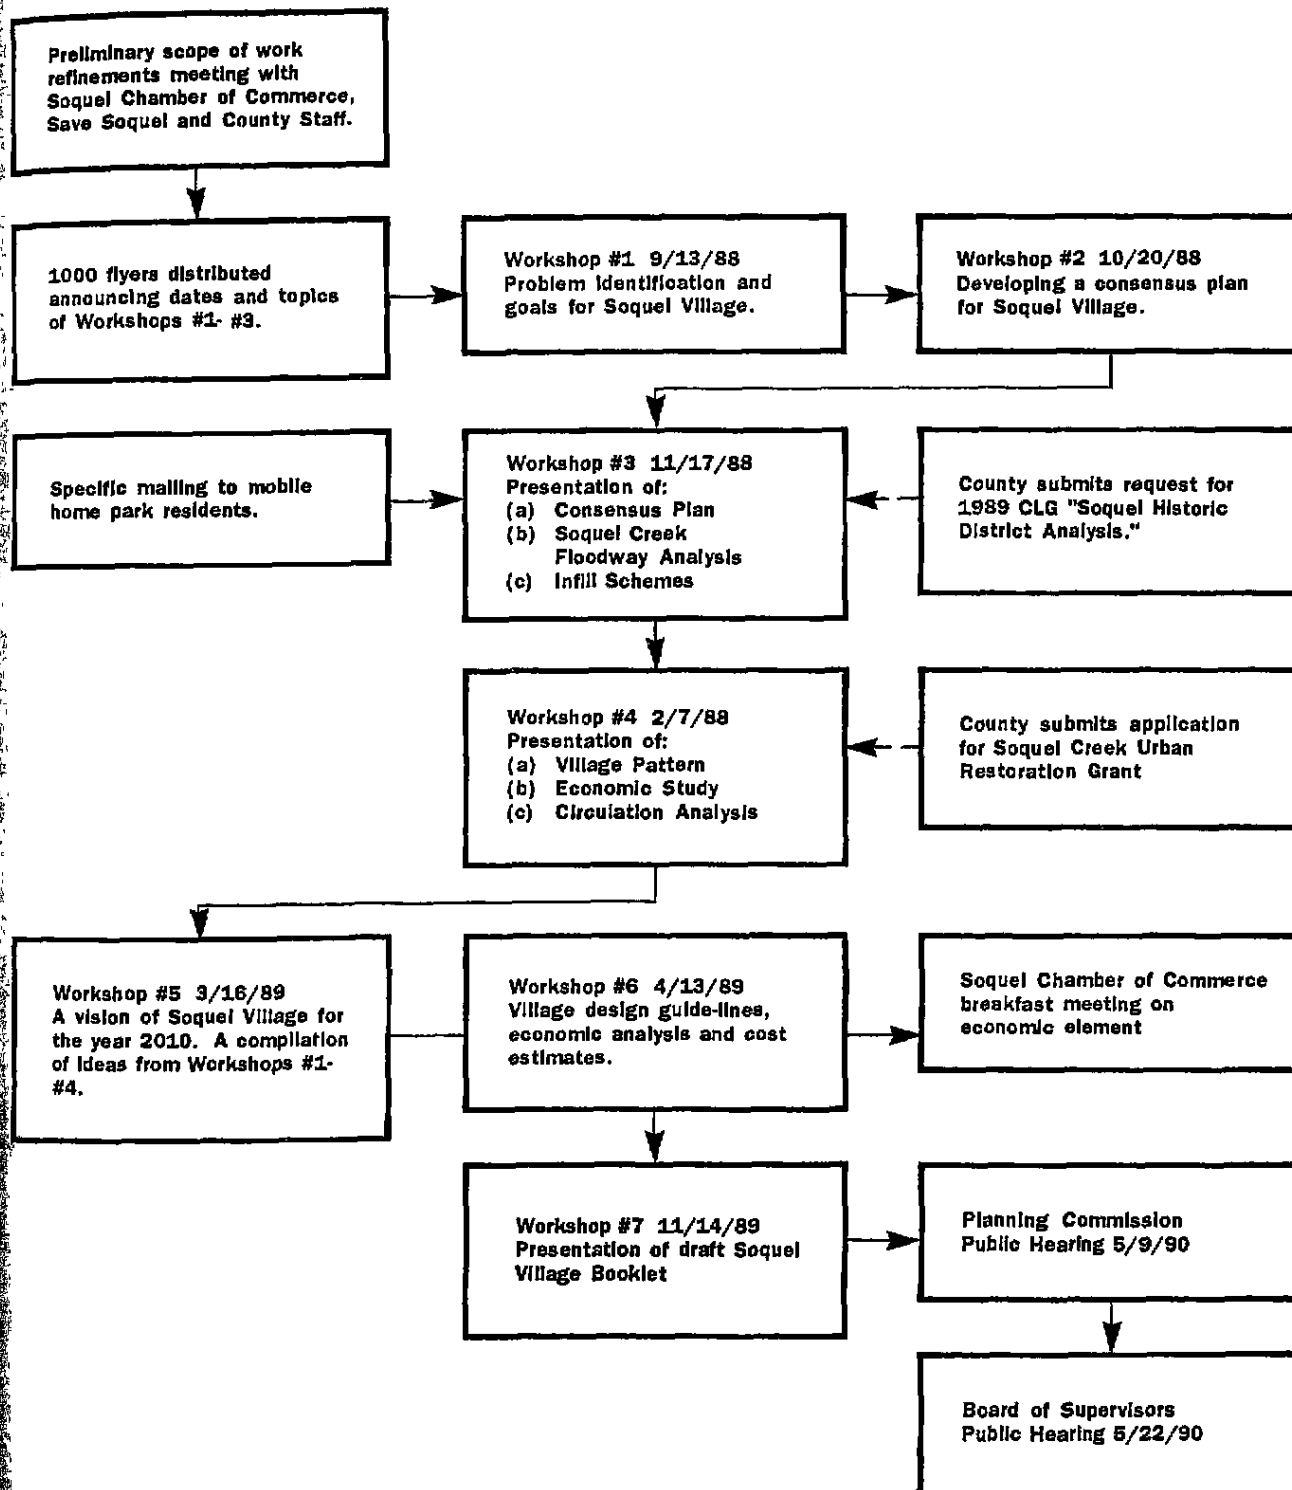 Preliminary scope of work
refinements meeting with
Soquel Chamber of Commerce,
Save Soquel and County Staff.
1000 flyers distributed
announcing dates and topics
of Workshops #1- #3.
Workshop #1 9/13/88
Problem Identification and
goals for Soquel Village.
Workshop #2 10/20/88
Developing a consensus plan
for Soquel Village.
Specific mailing to mobile
home park residents.
Workshop #3 11/17/88
Presentation of:
(a) Consensus Plan
(b) Soquel Creek
Floodway Analysis
(c) Infill Schemes
County submits request for
1989 CLG "Soquel Historic
District Analysis."
Workshop #4 2/7/88
Presentation of:
(a) Village Pattern
(b) Economic Study
(c) Circulation Analysis
County submits application
for Soquel Creek Urban
Restoration Grant
Workshop #5 3/16/89
A vision of Soquel Village for
the year 2010. A compilation
of ideas from Workshops #1-
#4.
Workshop #6 4/13/89
Village design guide-lines,
economic analysis and cost
estimates.
Soquel Chamber of Commerce
breakfast meeting on
economic element
Workshop #7 11/14/89
Presentation of draft Soquel
Village Booklet
Planning Commission
Public Hearing 5/9/90
Board of Supervisors
Public Hearing 5/22/90